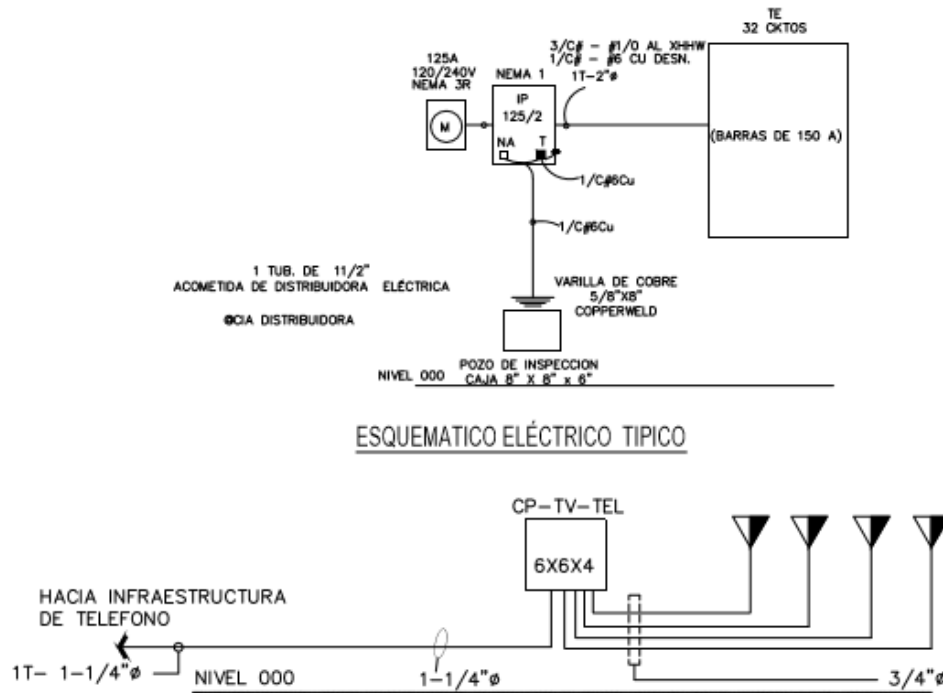 TE
32 CKTOS
3/C# - #1/0 AL XHHW
1/C# - #6 CU DESN.
1T-2"ø
125A
120/240V
NEMA 3R
NEMA 1
IP
125/2
M
NA
T
(BARRAS DE 150 A)
1/C#6Cu
1/C#6Cu
1 TUB. DE 11/2"
ACOMETIDA DE DISTRIBUIDORA ELÉCTRICA
CIA DISTRIBUIDORA
VARILLA DE COBRE
5/8"X8"
COPPERWELD
POZO DE INSPECCION
CAJA 8" X 8" x 6"
NIVEL 000
ESQUEMATICO ELÉCTRICO TIPICO
CP-TV-TEL
6X6X4
HACIA INFRAESTRUCTURA
DE TELEFONO
1T- 1-1/4"ø
NIVEL 000
1-1/4"ø
3/4"ø